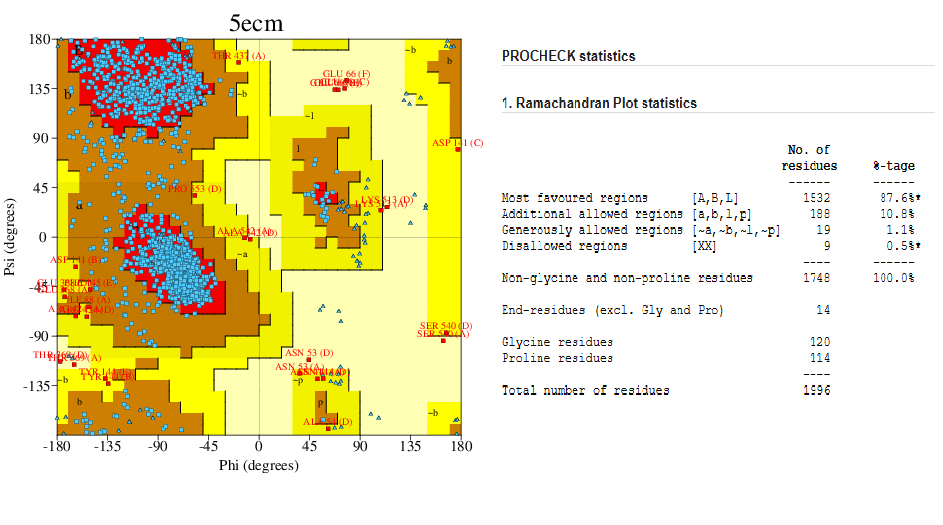 5ecm
180
135
90
45
0
-45
-90
-135
-180
-135
-90
-45
0
45
90
135
180
Psi (degrees)
Phi (degrees)
THR 437 (A)
~b
GLU 66 (F)
b
b
~b
~l
l
ASP 141 (C)
PRO 353 (D)
a
~a
ASP 141 (B)
SER 540 (D)
ASN 53 (D)
~b
~p
b
p
~b
PROCHECK statistics
1. Ramachandran Plot statistics
No. of
residues %-tage
------ ------
Most favoured regions [A,B,L] 1532 87.6%*
Additional allowed regions [a,b,l,p] 188 10.8%
Generously allowed regions [~a,~b,~l,~p] 19 1.1%
Disallowed regions [XX] 9 0.5%*
---- ------
Non-glycine and non-proline residues 1748 100.0%
End-residues (excl. Gly and Pro) 14
Glycine residues 120
Proline residues 114
----
Total number of residues 1996